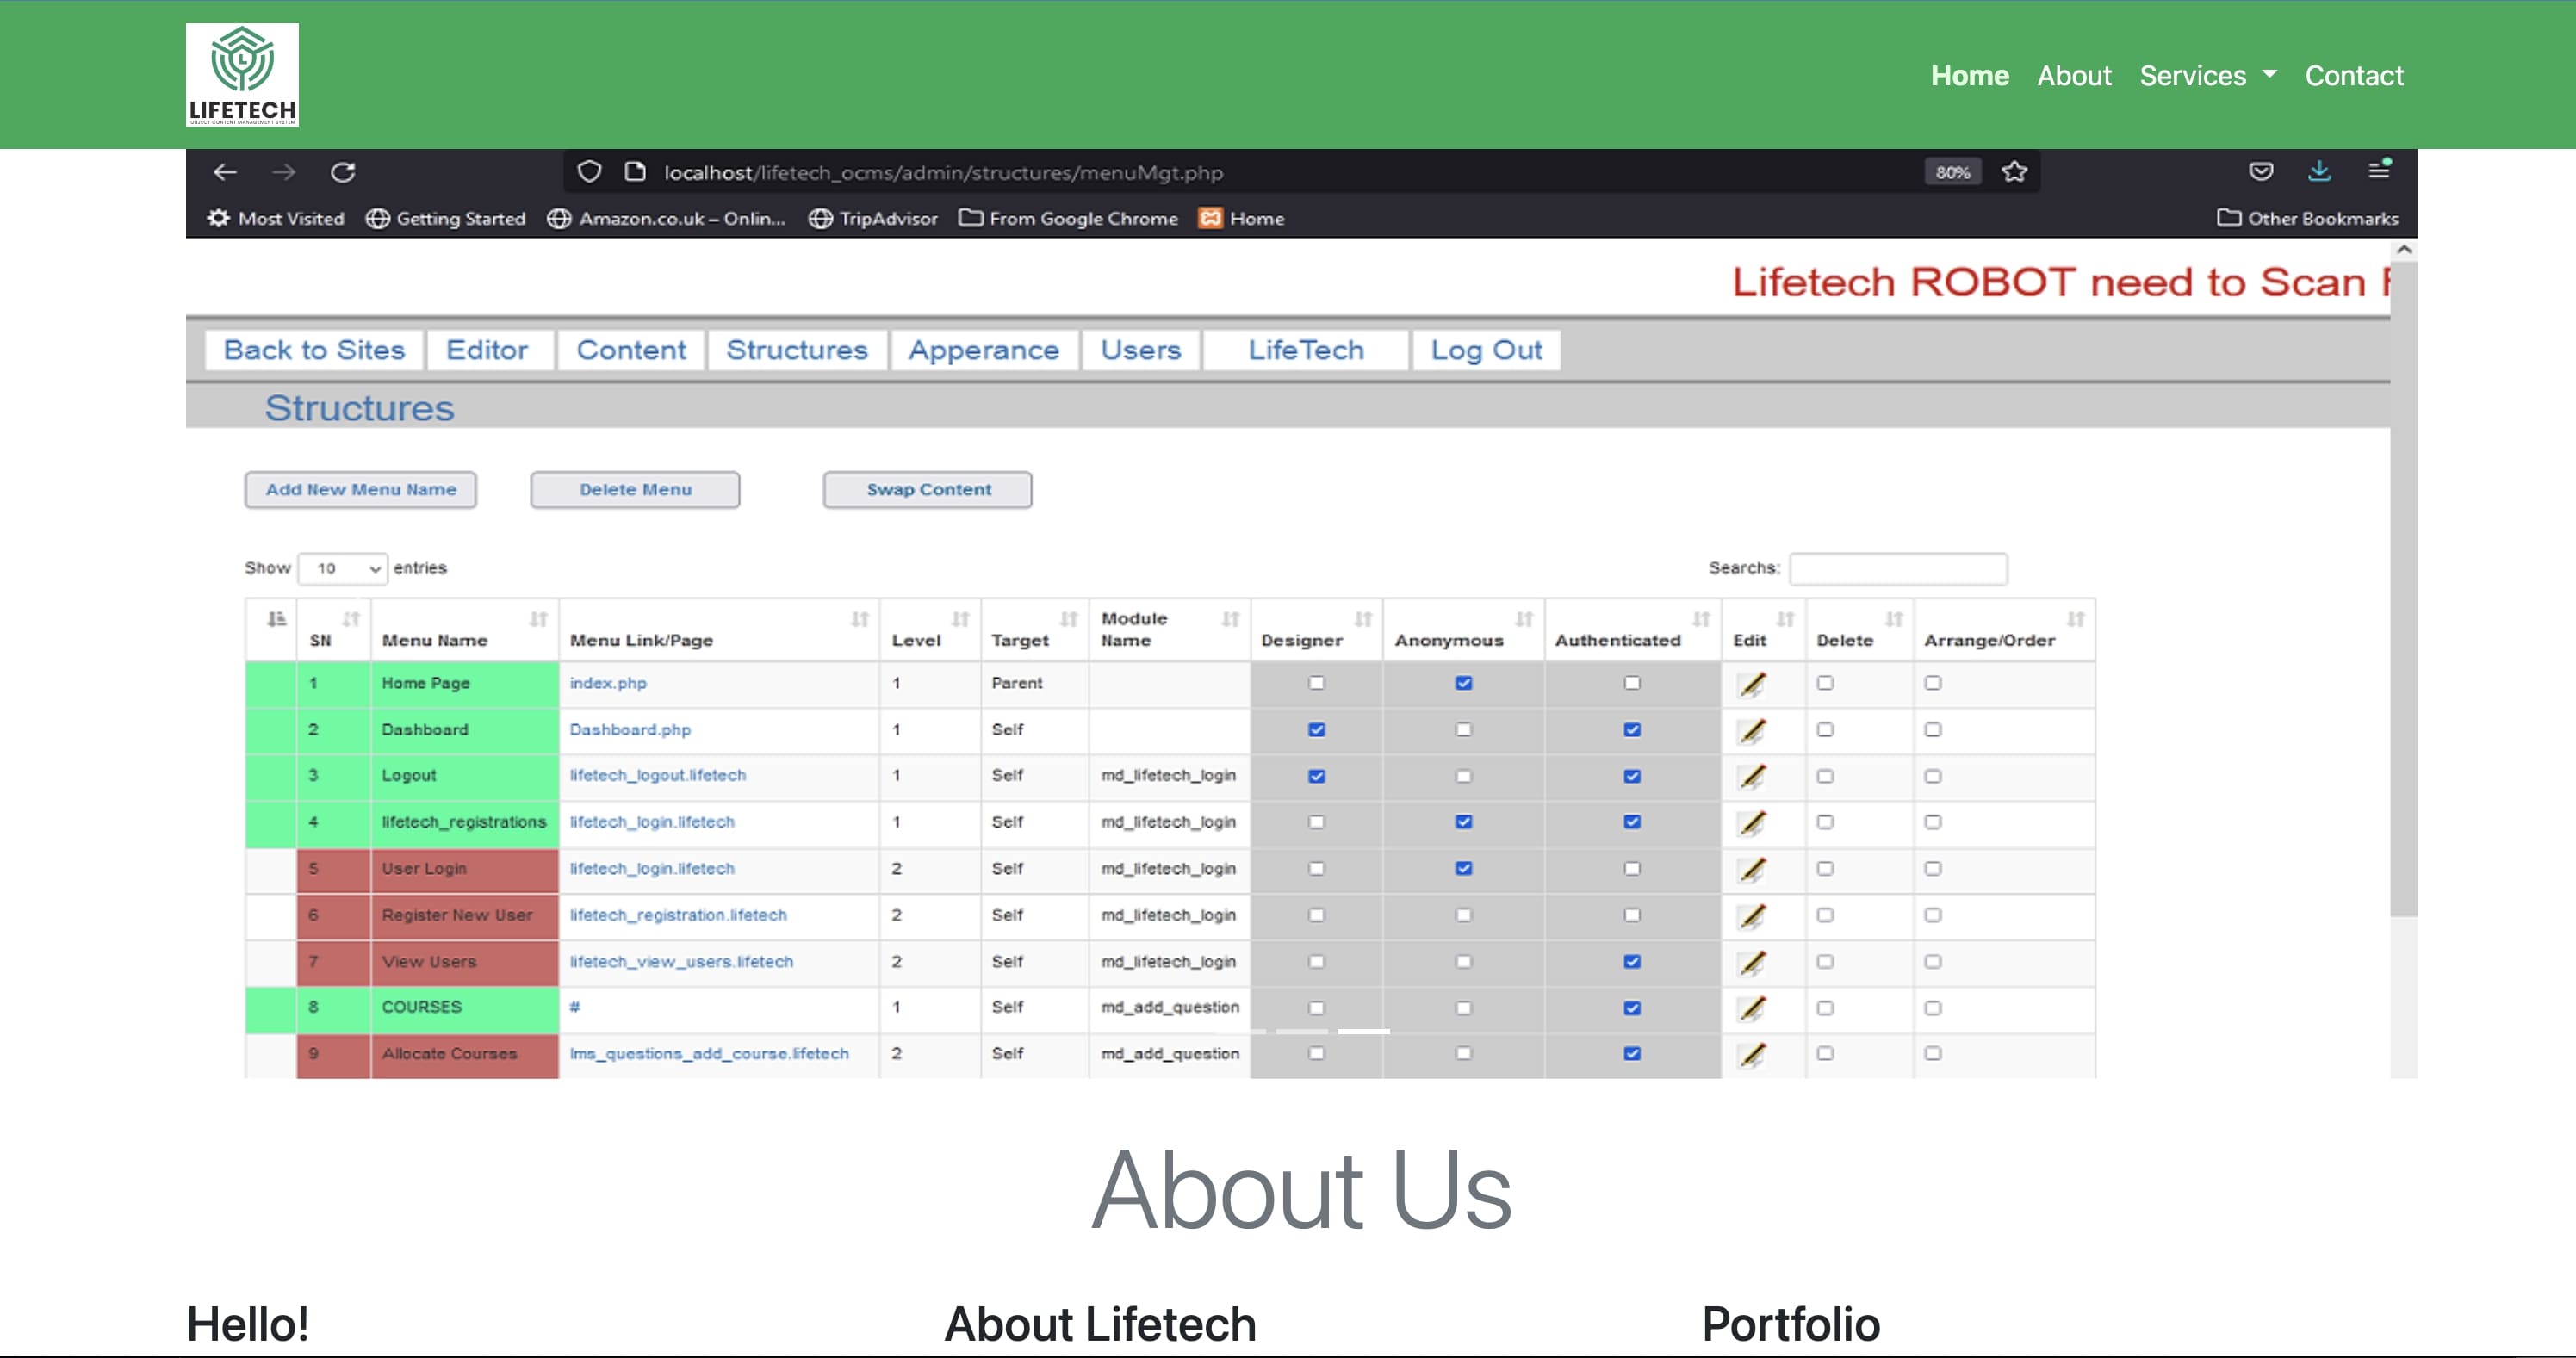 LIFETECH
OBJECT CONTENT MANAGEMENT SYSTEM
Home About Services Contact
localhost/lifetech_ocms/admin/structures/menuMgt.php 80%
Most Visited Getting Started Amazon.co.uk – Onlin... TripAdvisor From Google Chrome Home Other Bookmarks
Lifetech ROBOT need to Scan
Back to Sites Editor Content Structures Apperance Users LifeTech Log Out
Structures
Add New Menu Name Delete Menu Swap Content
Show 10 entries Searchs:
SN Menu Name Menu Link/Page Level Target Module Name Designer Anonymous Authenticated Edit Delete Arrange/Order
1 Home Page index.php 1 Parent
2 Dashboard Dashboard.php 1 Self
3 Logout lifetech_logout.lifetech 1 Self md_lifetech_login
4 lifetech_registrations lifetech_login.lifetech 1 Self md_lifetech_login
5 User Login lifetech_login.lifetech 2 Self md_lifetech_login
6 Register New User lifetech_registration.lifetech 2 Self md_lifetech_login
7 View Users lifetech_view_users.lifetech 2 Self md_lifetech_login
8 COURSES # 1 Self md_add_question
9 Allocate Courses lms_questions_add_course.lifetech 2 Self md_add_question
About Us
Hello! About Lifetech Portfolio